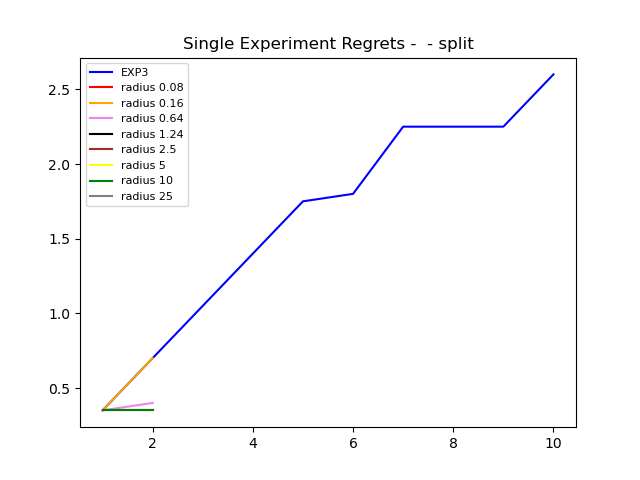 Single Experiment Regrets -  - split
EXP3
radius 0.08
radius 0.16
radius 0.64
radius 1.24
radius 2.5
radius 5
radius 10
radius 25
2.5
2.0
1.5
1.0
0.5
2 4 6 8 10